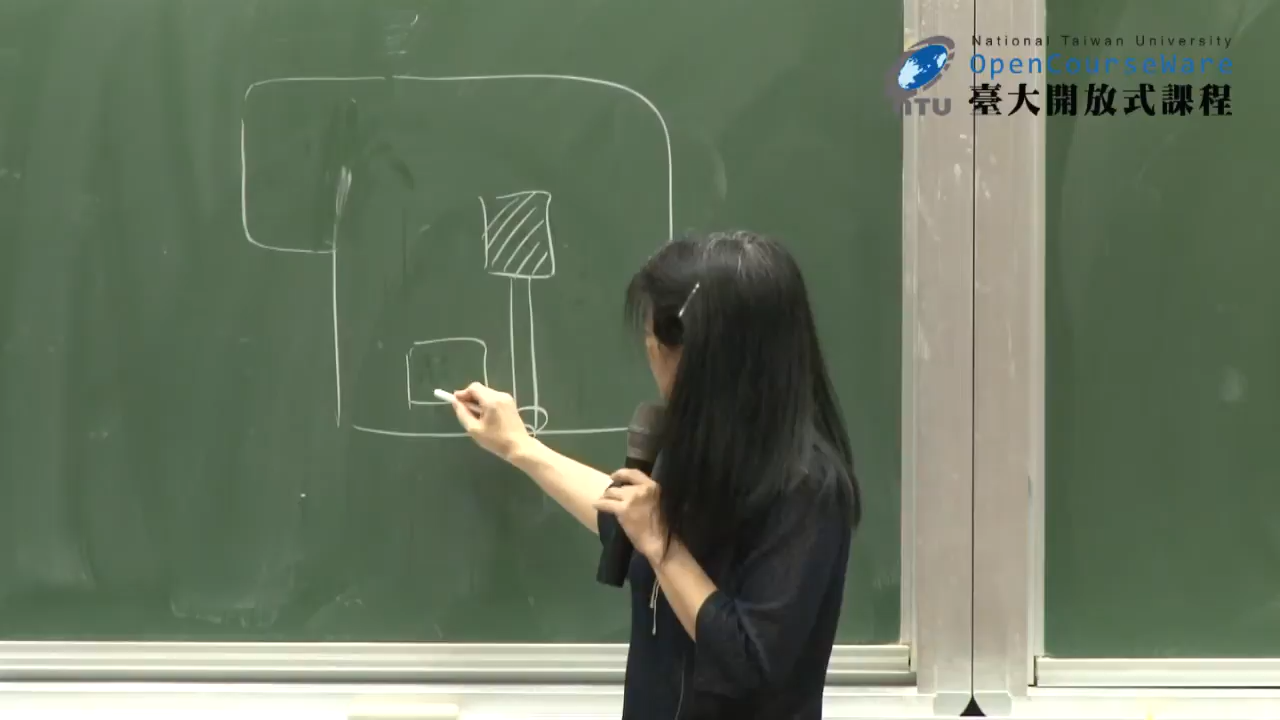 National Taiwan University
OpenCourseWare
NTU
臺大開放式課程